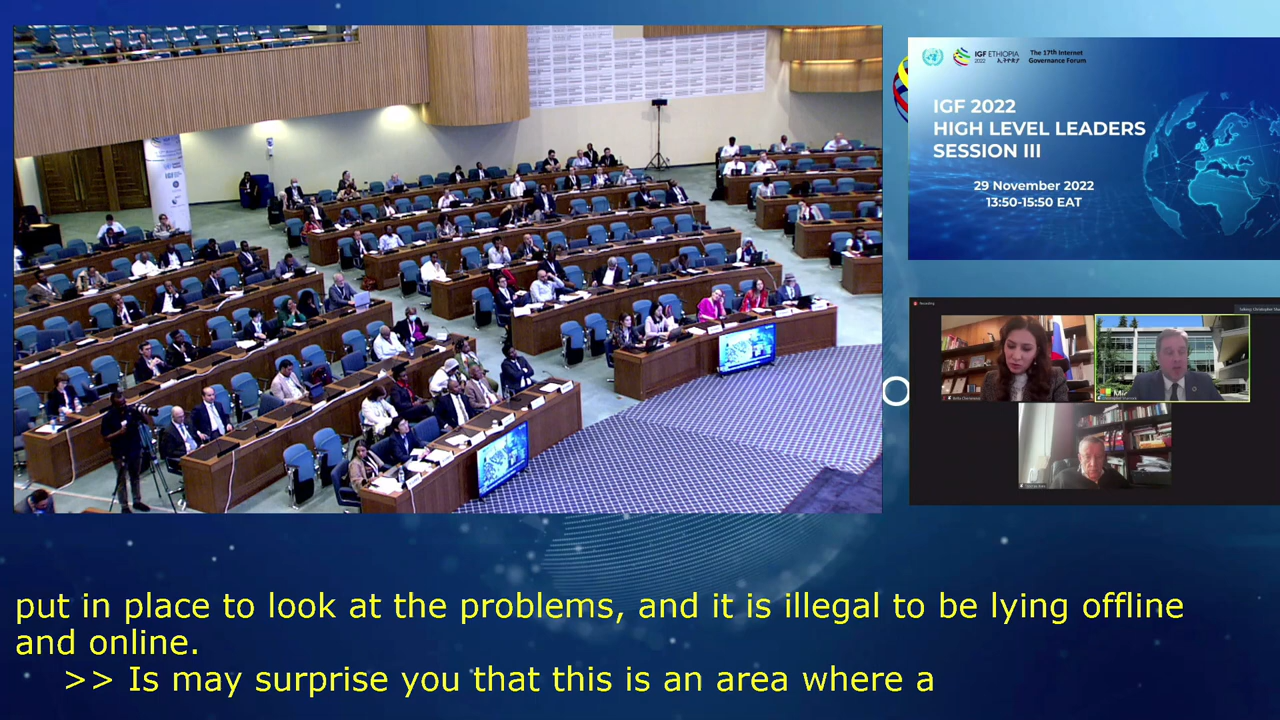 IGF ETHIOPIA
2022 ኢትዮጵያ
The 17th Internet
Governance Forum
IGF 2022
HIGH LEVEL LEADERS
SESSION III
29 November 2022
13:50-15:50 EAT
Recording
put in place to look at the problems, and it is illegal to be lying offline
and online.
>> Is may surprise you that this is an area where a